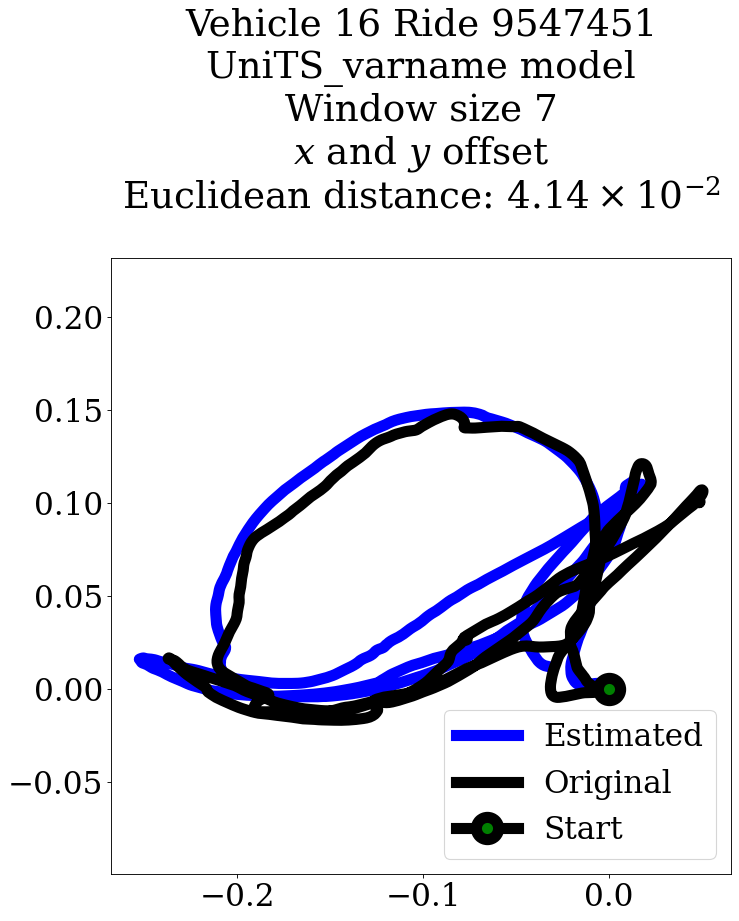 Vehicle 16 Ride 9547451
UniTS_varname model
Window size 7
x and y offset
Euclidean distance: 4.14 × 10⁻²
0.20
0.15
0.10
0.05
0.00
−0.05
−0.2
−0.1
0.0
Estimated
Original
Start